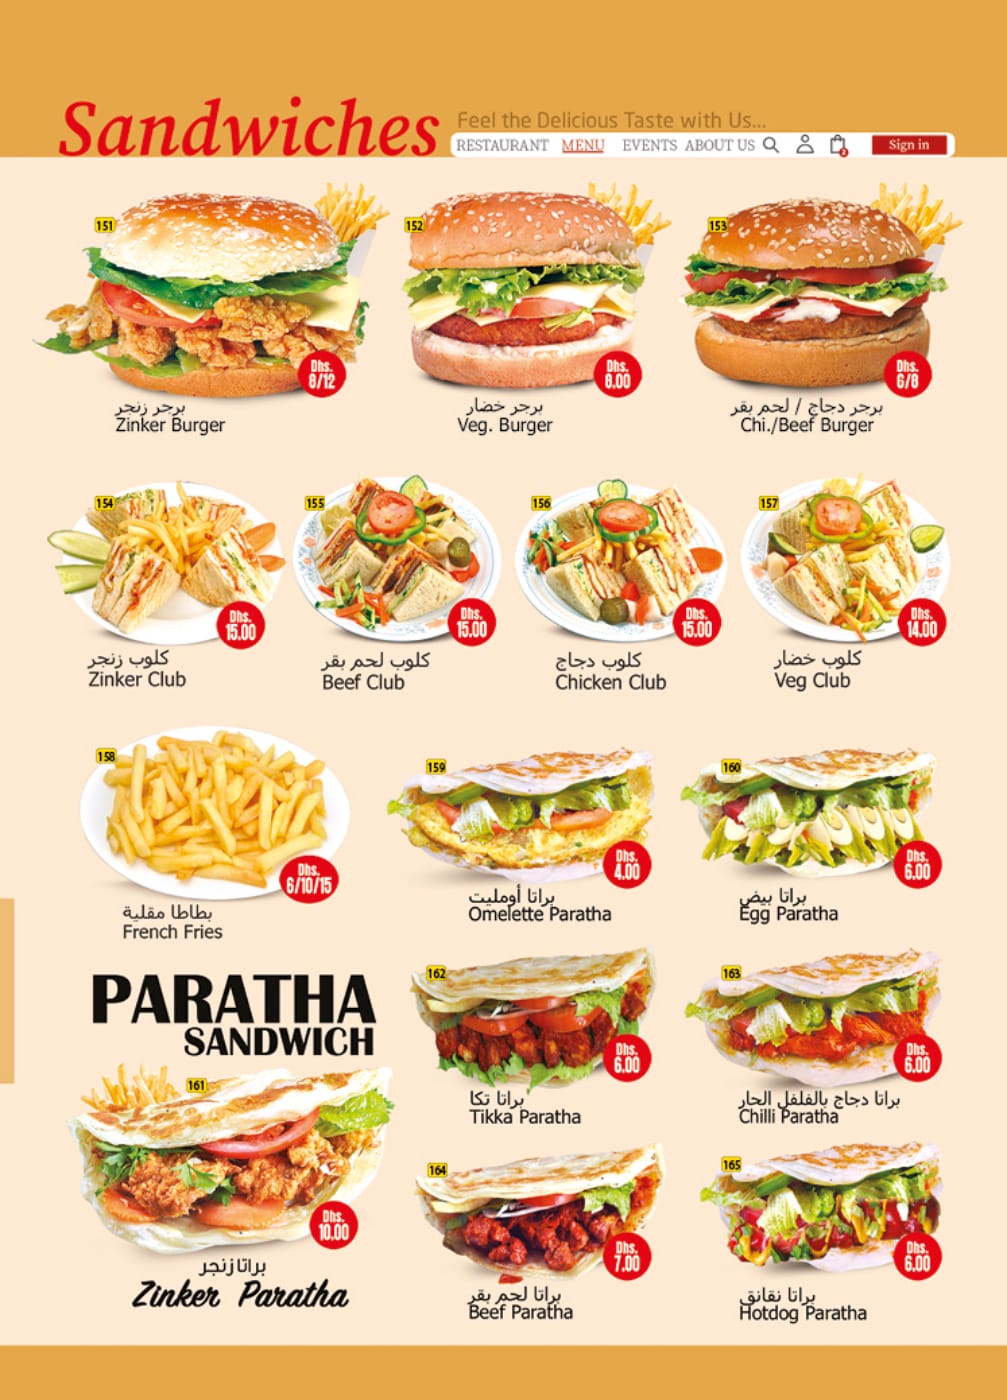 Sandwiches
Feel the Delicious Taste with Us...
RESTAURANT MENU EVENTS ABOUT US 2 Sign in
151
Dhs.
8/12
برجر زنجر
Zinker Burger
152
Dhs.
8.00
برجر خضار
Veg. Burger
153
Dhs.
6/8
برجر دجاج / لحم بقر
Chi./Beef Burger
154
Dhs.
15.00
كلوب زنجر
Zinker Club
155
Dhs.
15.00
كلوب لحم بقر
Beef Club
156
Dhs.
15.00
كلوب دجاج
Chicken Club
157
Dhs.
14.00
كلوب خضار
Veg Club
158
Dhs.
6/10/15
بطاطا مقلية
French Fries
159
Dhs.
4.00
براتا أومليت
Omelette Paratha
160
Dhs.
6.00
براتا بيض
Egg Paratha
PARATHA
SANDWICH
161
Dhs.
10.00
براتا زنجر
Zinker Paratha
162
Dhs.
6.00
براتا تكا
Tikka Paratha
163
Dhs.
6.00
براتا دجاج بالفلفل الحار
Chilli Paratha
164
Dhs.
7.00
براتا لحم بقر
Beef Paratha
165
Dhs.
6.00
براتا نقانق
Hotdog Paratha